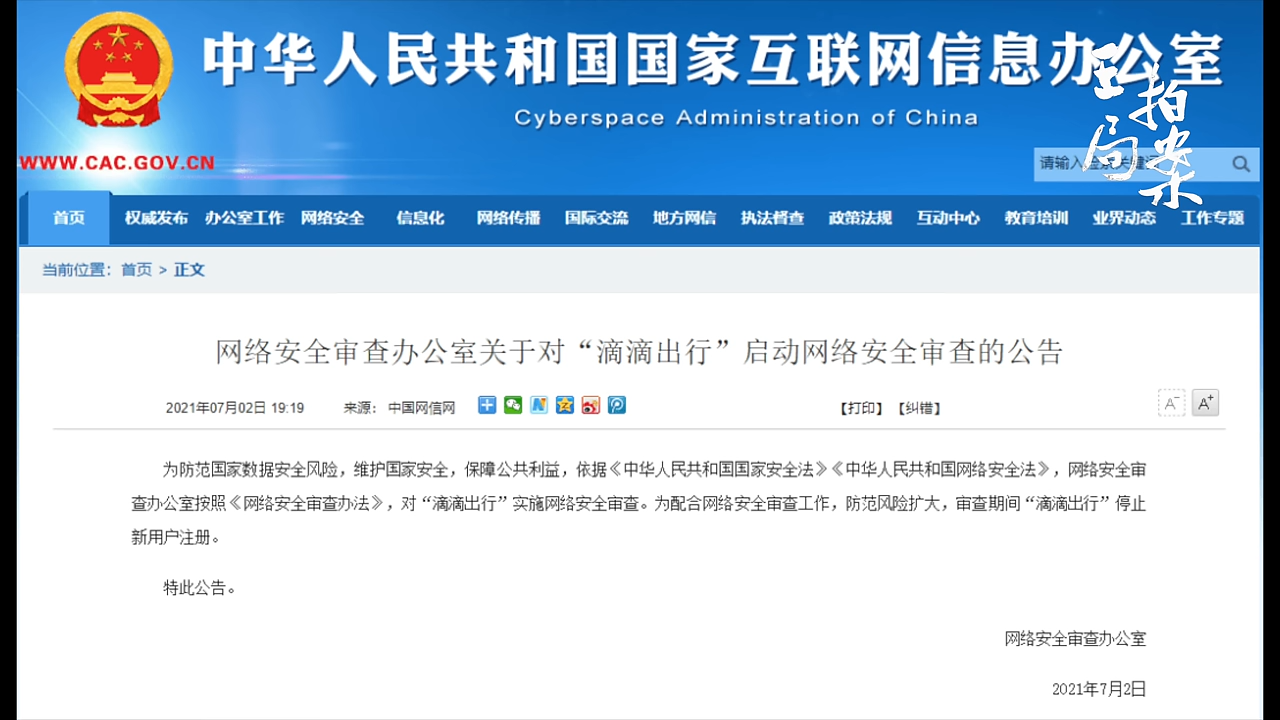 中华人民共和国国家互联网信息办公室
Cyberspace Administration of China
王拍案
局惊木
WWW.CAC.GOV.CN
请输入
首页 权威发布 办公室工作 网络安全 信息化 网络传播 国际交流 地方网信 执法督查 政策法规 互动中心 教育培训 业界动态 工作专题
当前位置：首页 > 正文
网络安全审查办公室关于对“滴滴出行”启动网络安全审查的公告
2021年07月02日 19:19 来源： 中国网信网 【打印】【纠错】 A- A+
为防范国家数据安全风险，维护国家安全，保障公共利益，依据《中华人民共和国国家安全法》《中华人民共和国网络安全法》，网络安全审
查办公室按照《网络安全审查办法》，对“滴滴出行”实施网络安全审查。为配合网络安全审查工作，防范风险扩大，审查期间“滴滴出行”停止
新用户注册。
特此公告。
网络安全审查办公室
2021年7月2日